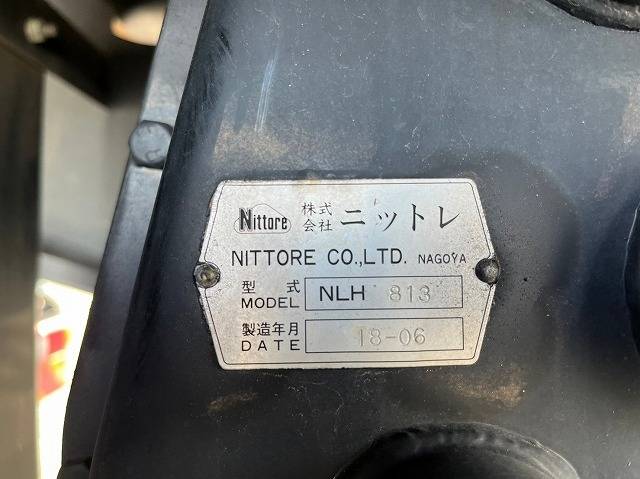 Nittore 株式会社 ニットレ
NITTORE CO.,LTD. NAGOYA
型式 MODEL NLH 813
製造年月 DATE 18-06